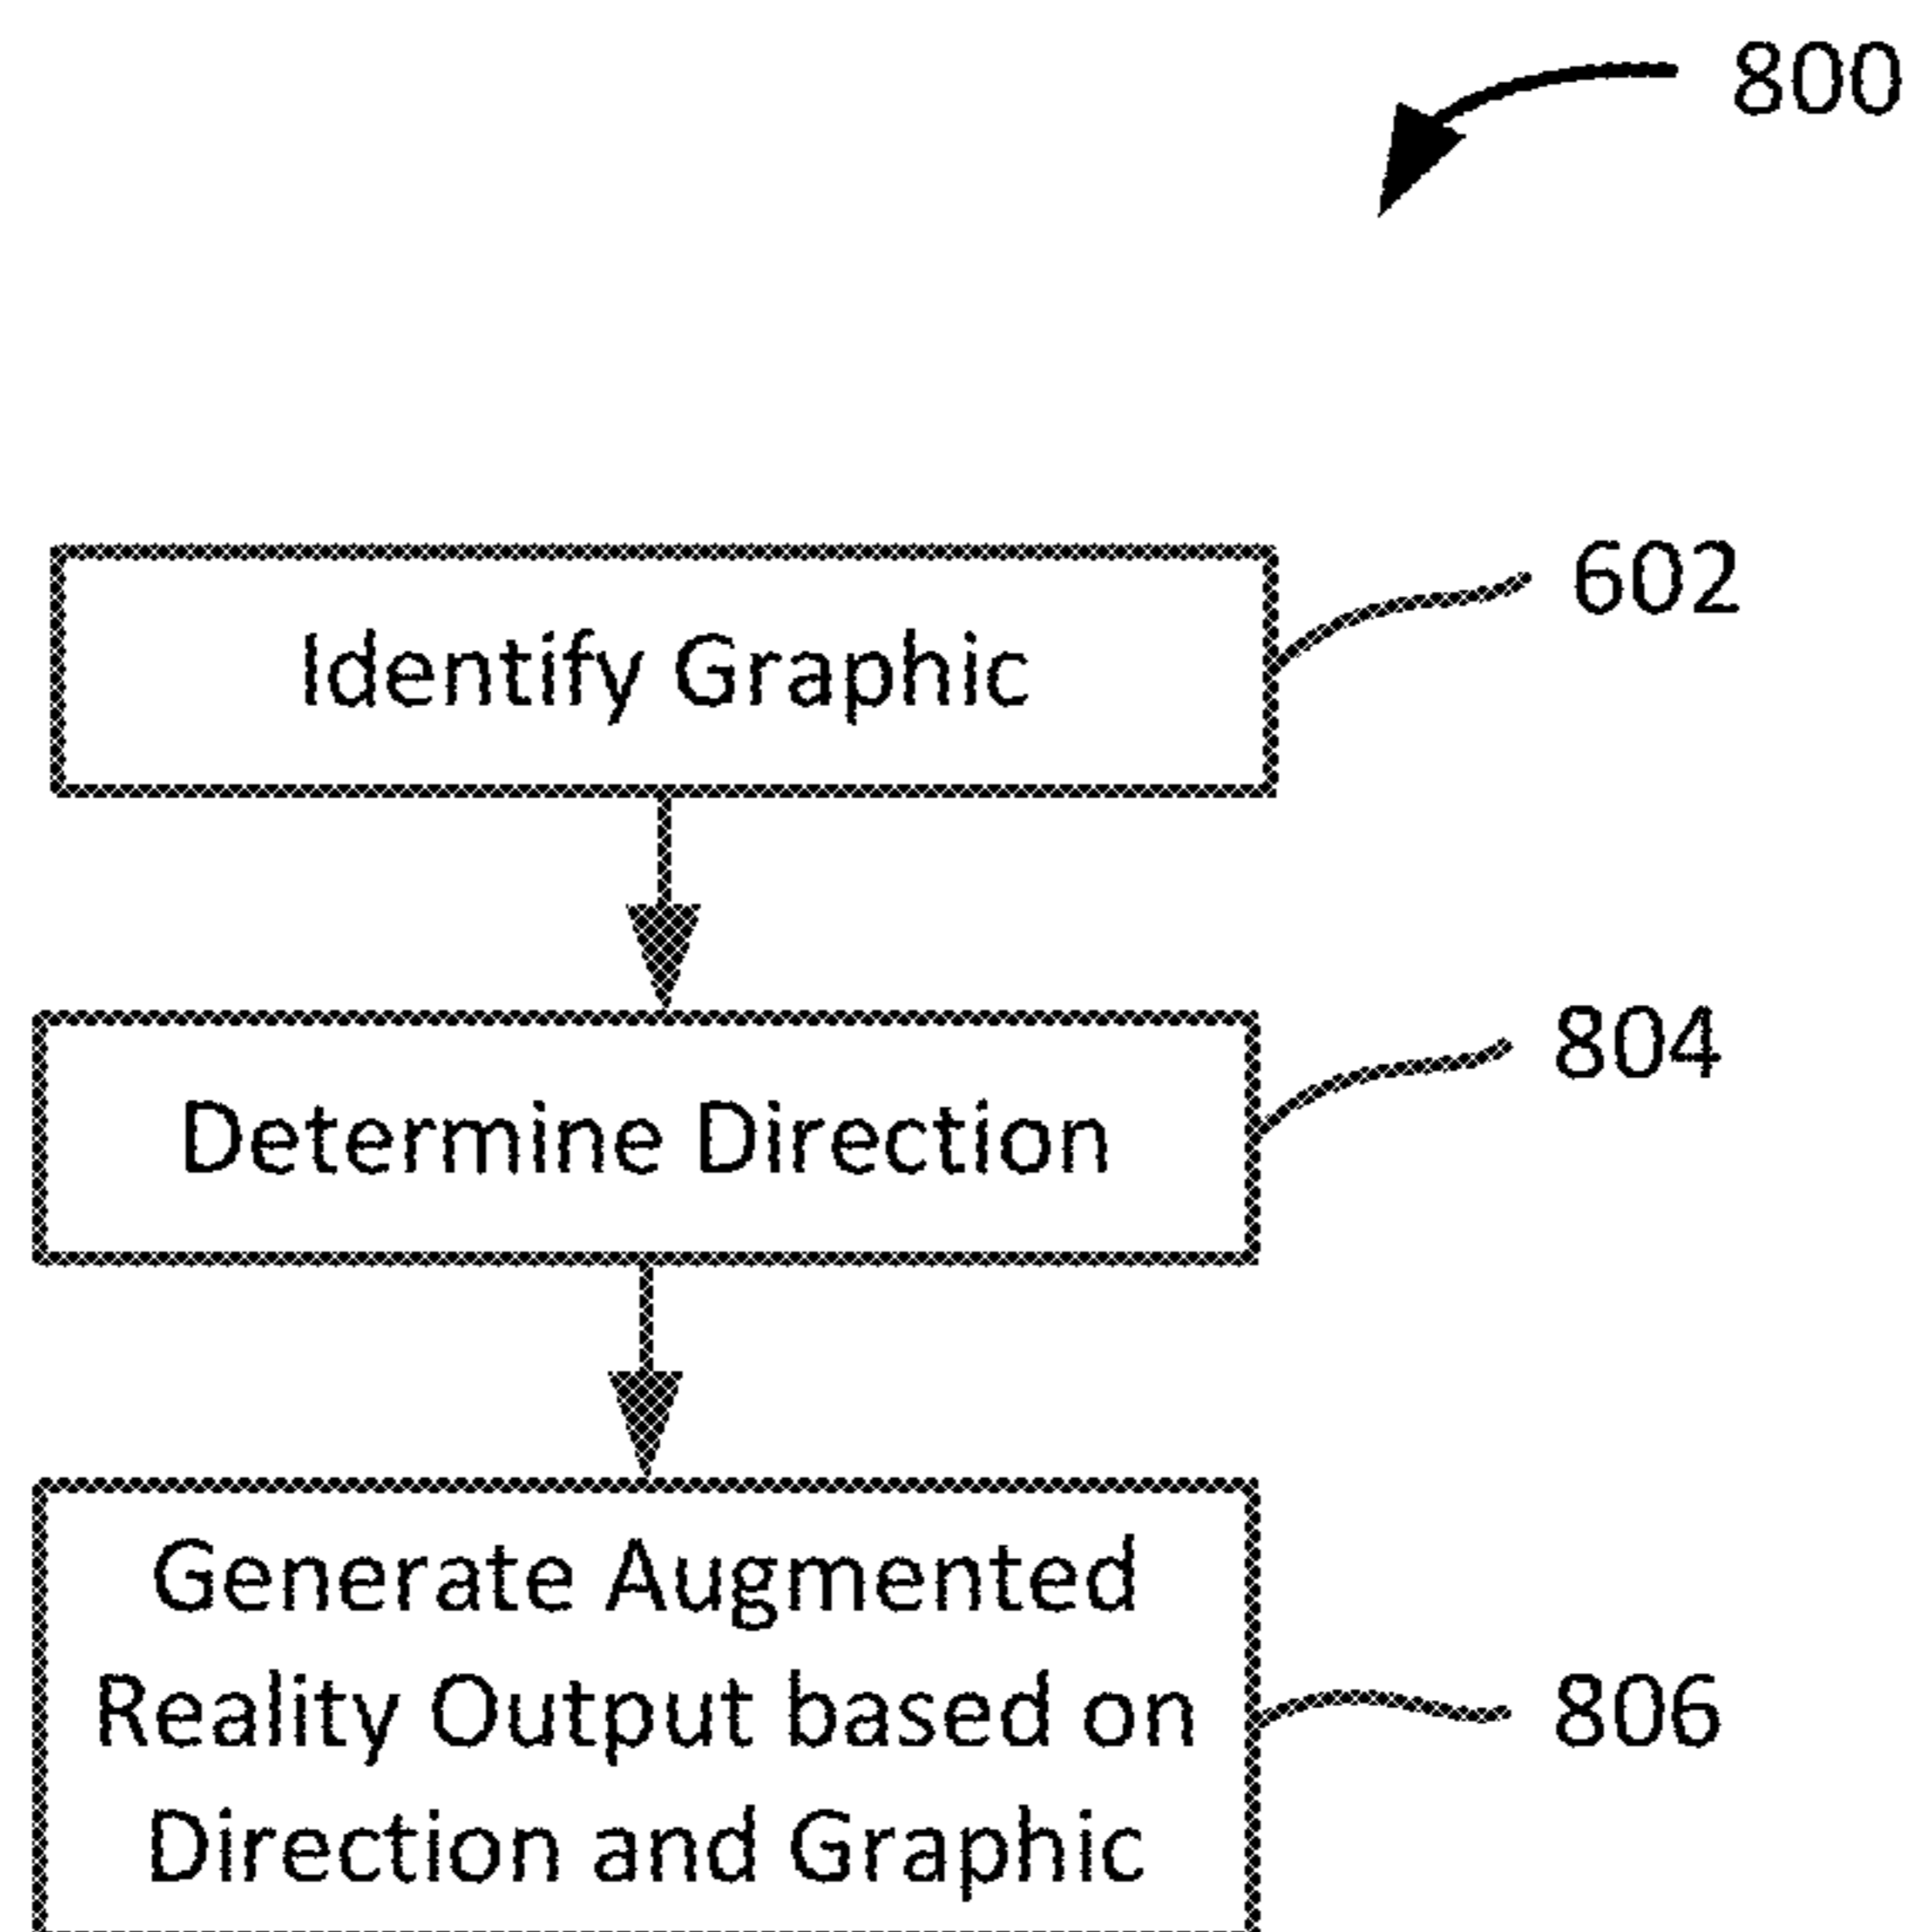 800
Identify Graphic
602
Determine Direction
804
Generate Augmented
Reality Output based on
Direction and Graphic
806